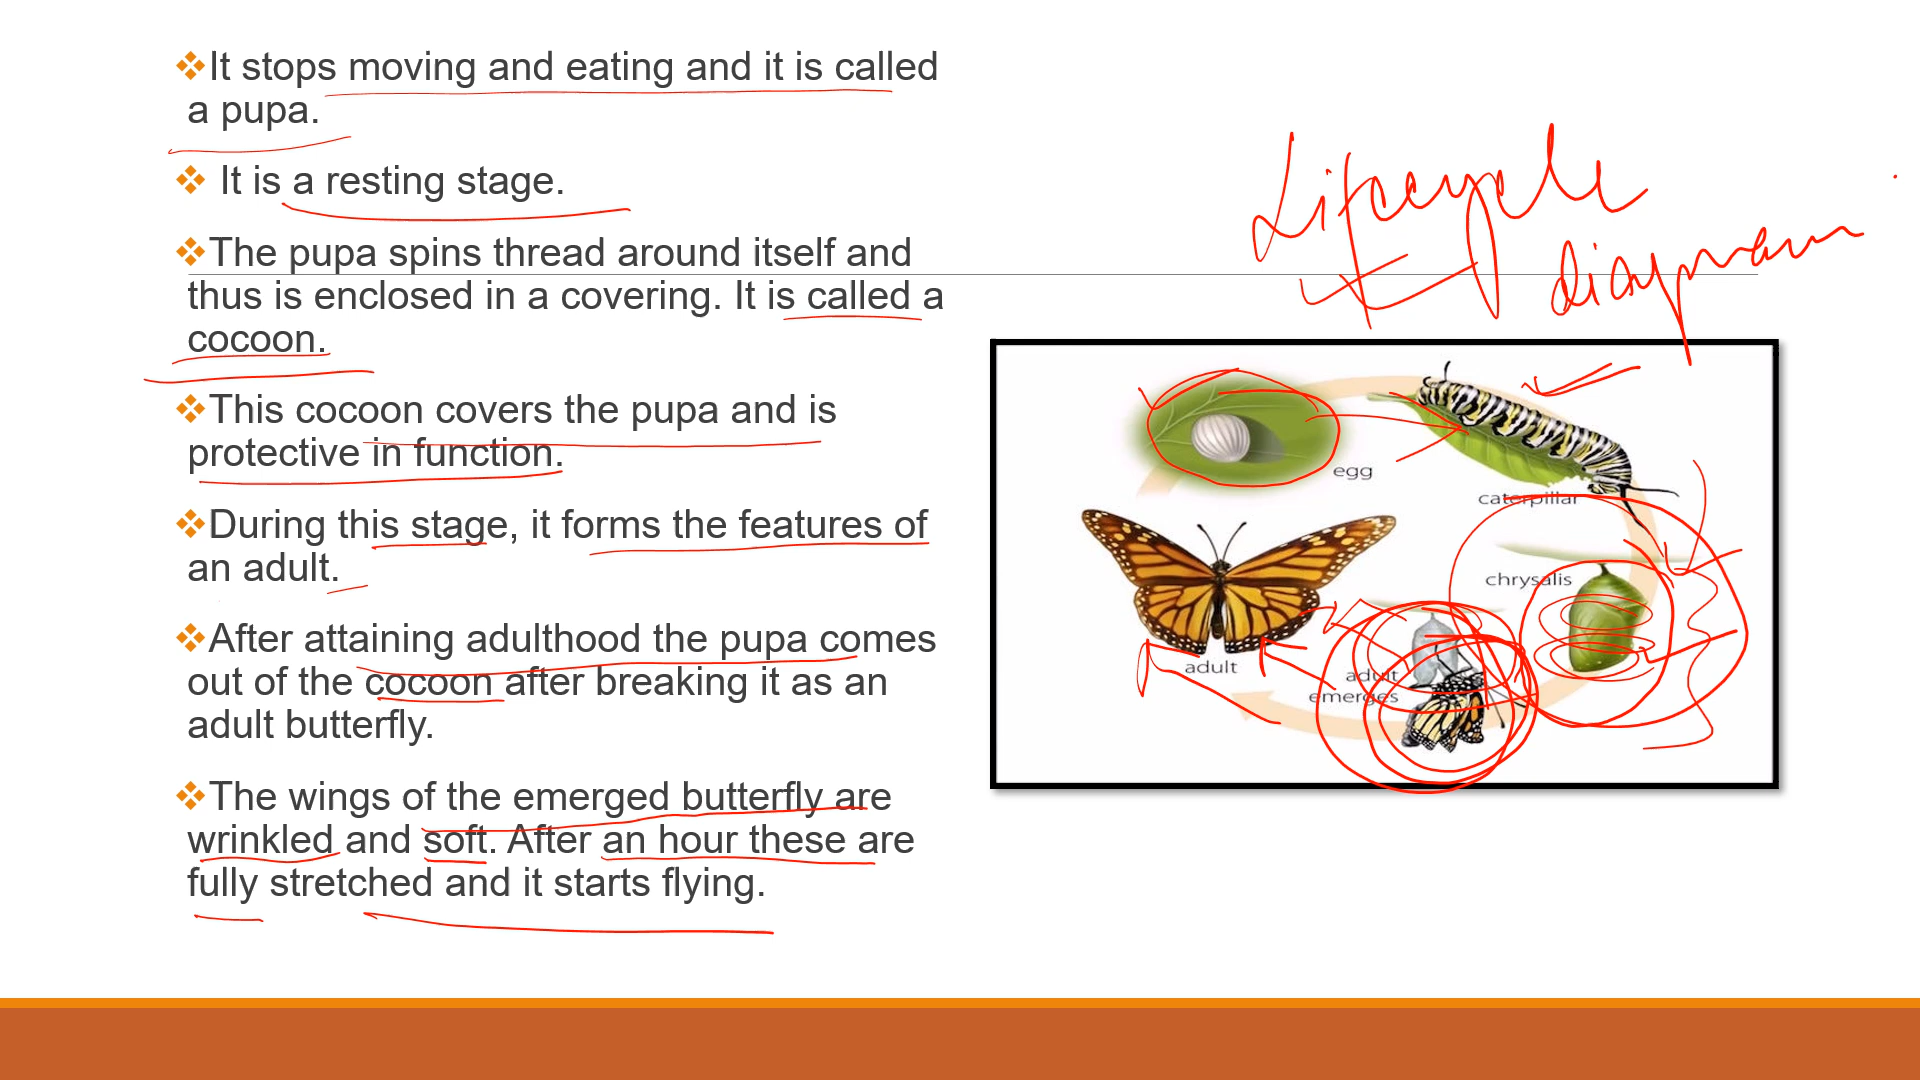 ❖It stops moving and eating and it is called
a pupa.
❖ It is a resting stage.
❖The pupa spins thread around itself and
thus is enclosed in a covering. It is called a
cocoon.
❖This cocoon covers the pupa and is
protective in function.
❖During this stage, it forms the features of
an adult.
❖After attaining adulthood the pupa comes
out of the cocoon after breaking it as an
adult butterfly.
❖The wings of the emerged butterfly are
wrinkled and soft. After an hour these are
fully stretched and it starts flying.
Lifecycle
diagram
egg
caterpillar
chrysalis
adult
adult
emerges